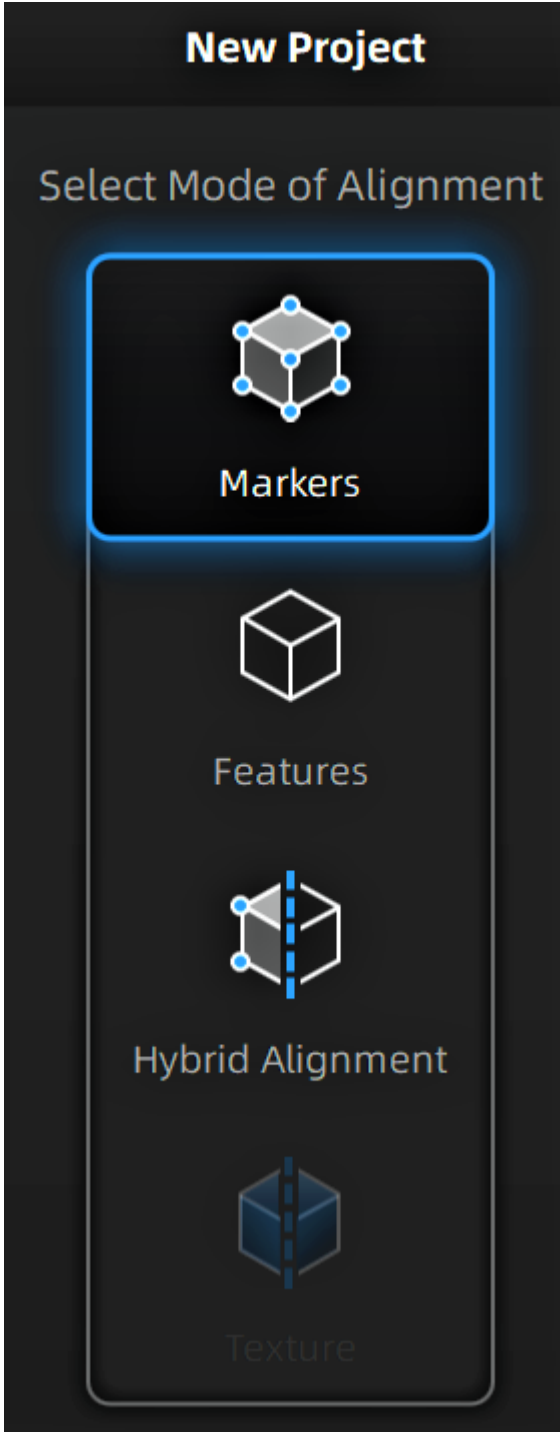 New Project
Select Mode of Alignment
Markers
Features
Hybrid Alignment
Texture